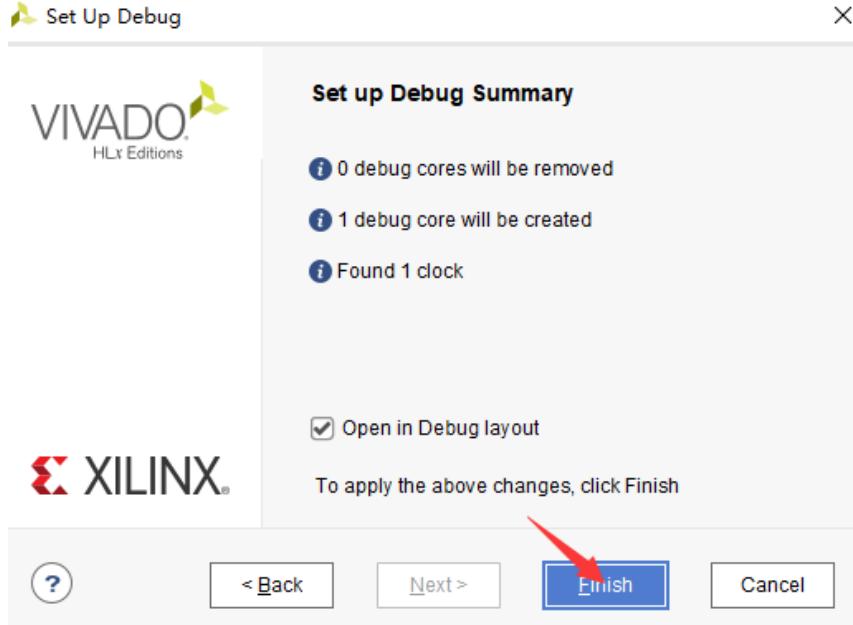 Set Up Debug
VIVADO
HLx Editions
Set up Debug Summary
0 debug cores will be removed
1 debug core will be created
Found 1 clock
Open in Debug layout
XILINX
To apply the above changes, click Finish
?
< Back
Next >
Finish
Cancel